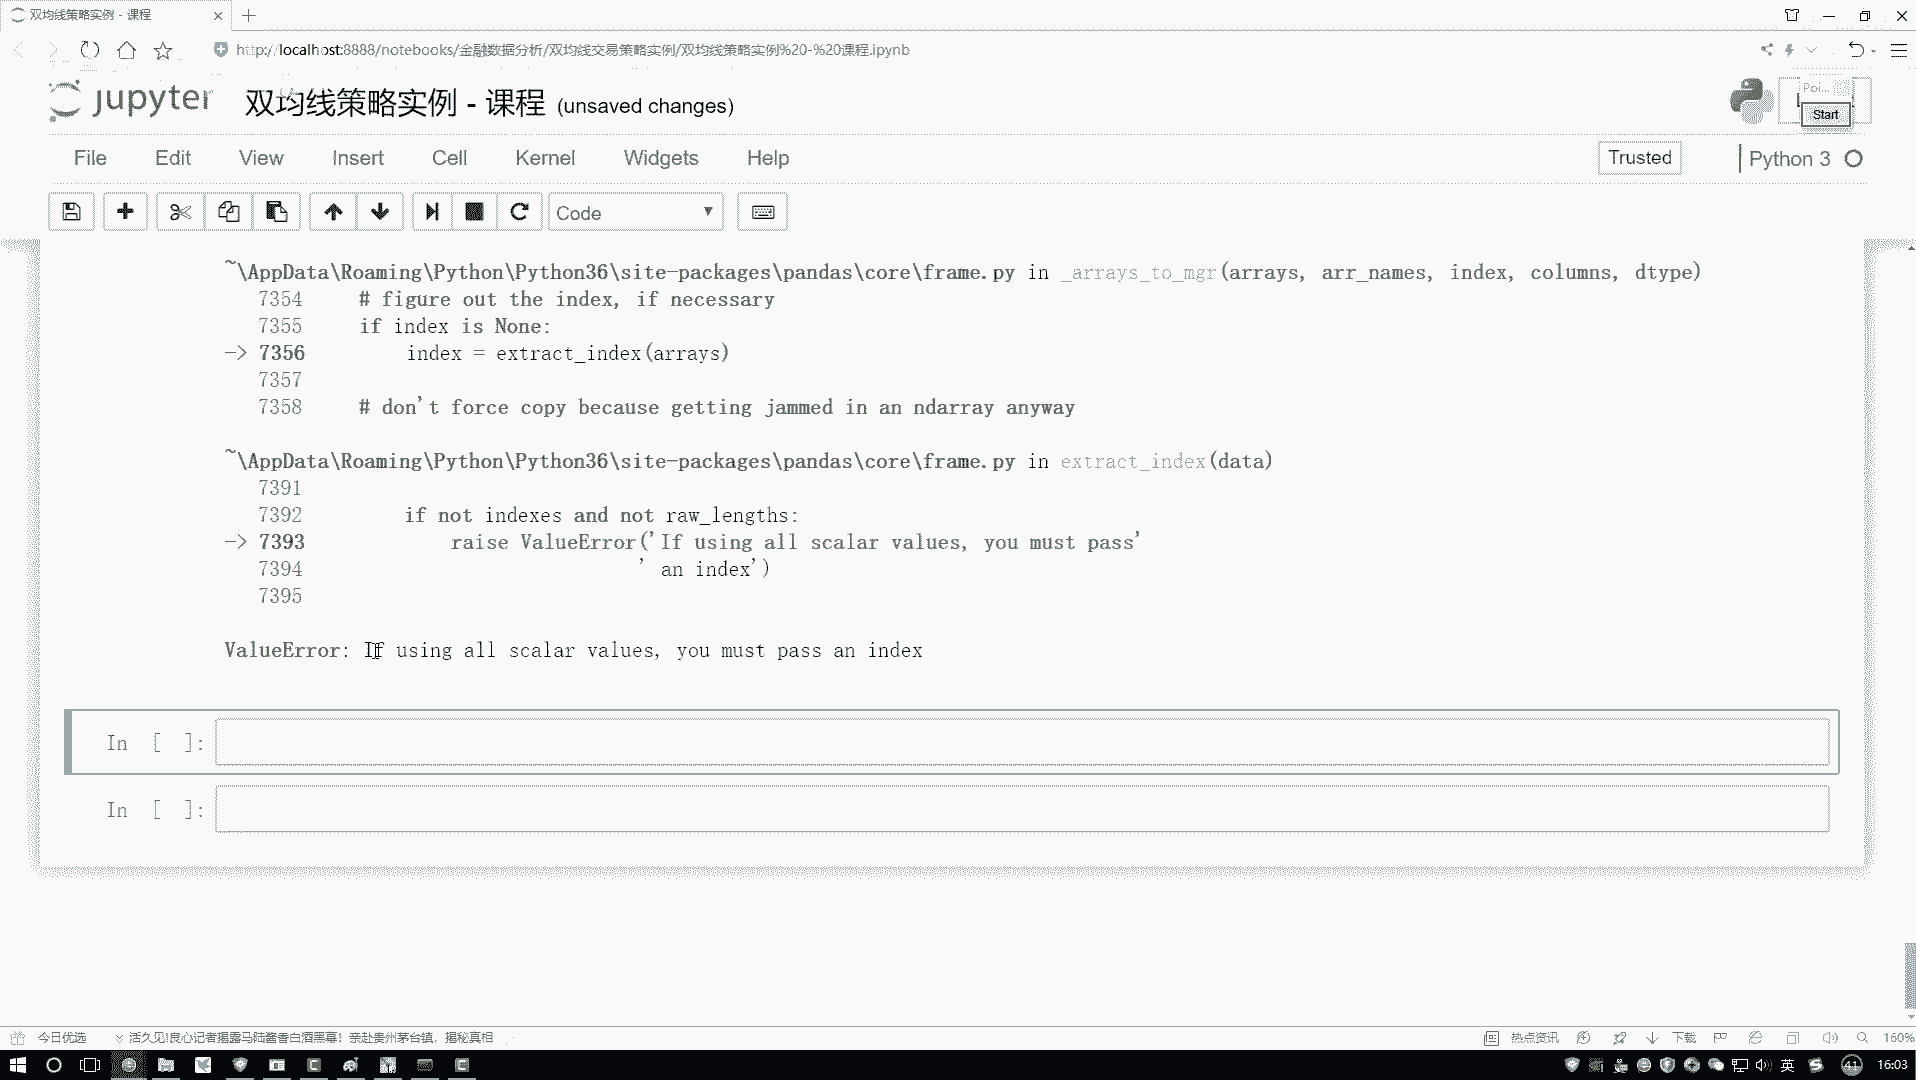 双均线策略实例 - 课程
http://localhost:8888/notebooks/金融数据分析/双均线交易策略实例/双均线策略实例%20-%20课程.ipynb
jupyter 双均线策略实例 - 课程 (unsaved changes)
Poi...
Start
File Edit View Insert Cell Kernel Widgets Help
Trusted Python 3
Code
~\AppData\Roaming\Python\Python36\site-packages\pandas\core\frame.py in _arrays_to_mgr(arrays, arr_names, index, columns, dtype)
7354 # figure out the index, if necessary
7355 if index is None:
-> 7356 index = extract_index(arrays)
7357
7358 # don't force copy because getting jammed in an ndarray anyway
~\AppData\Roaming\Python\Python36\site-packages\pandas\core\frame.py in extract_index(data)
7391
7392 if not indexes and not raw_lengths:
-> 7393 raise ValueError('If using all scalar values, you must pass'
7394 ' an index')
7395
ValueError: If using all scalar values, you must pass an index
In [ ]:
In [ ]:
今日优选 活久见!良心记者揭露马陆酱香白酒黑幕! 亲赴贵州茅台镇，揭秘真相 热点资讯 下载 160%
英 41 16:03